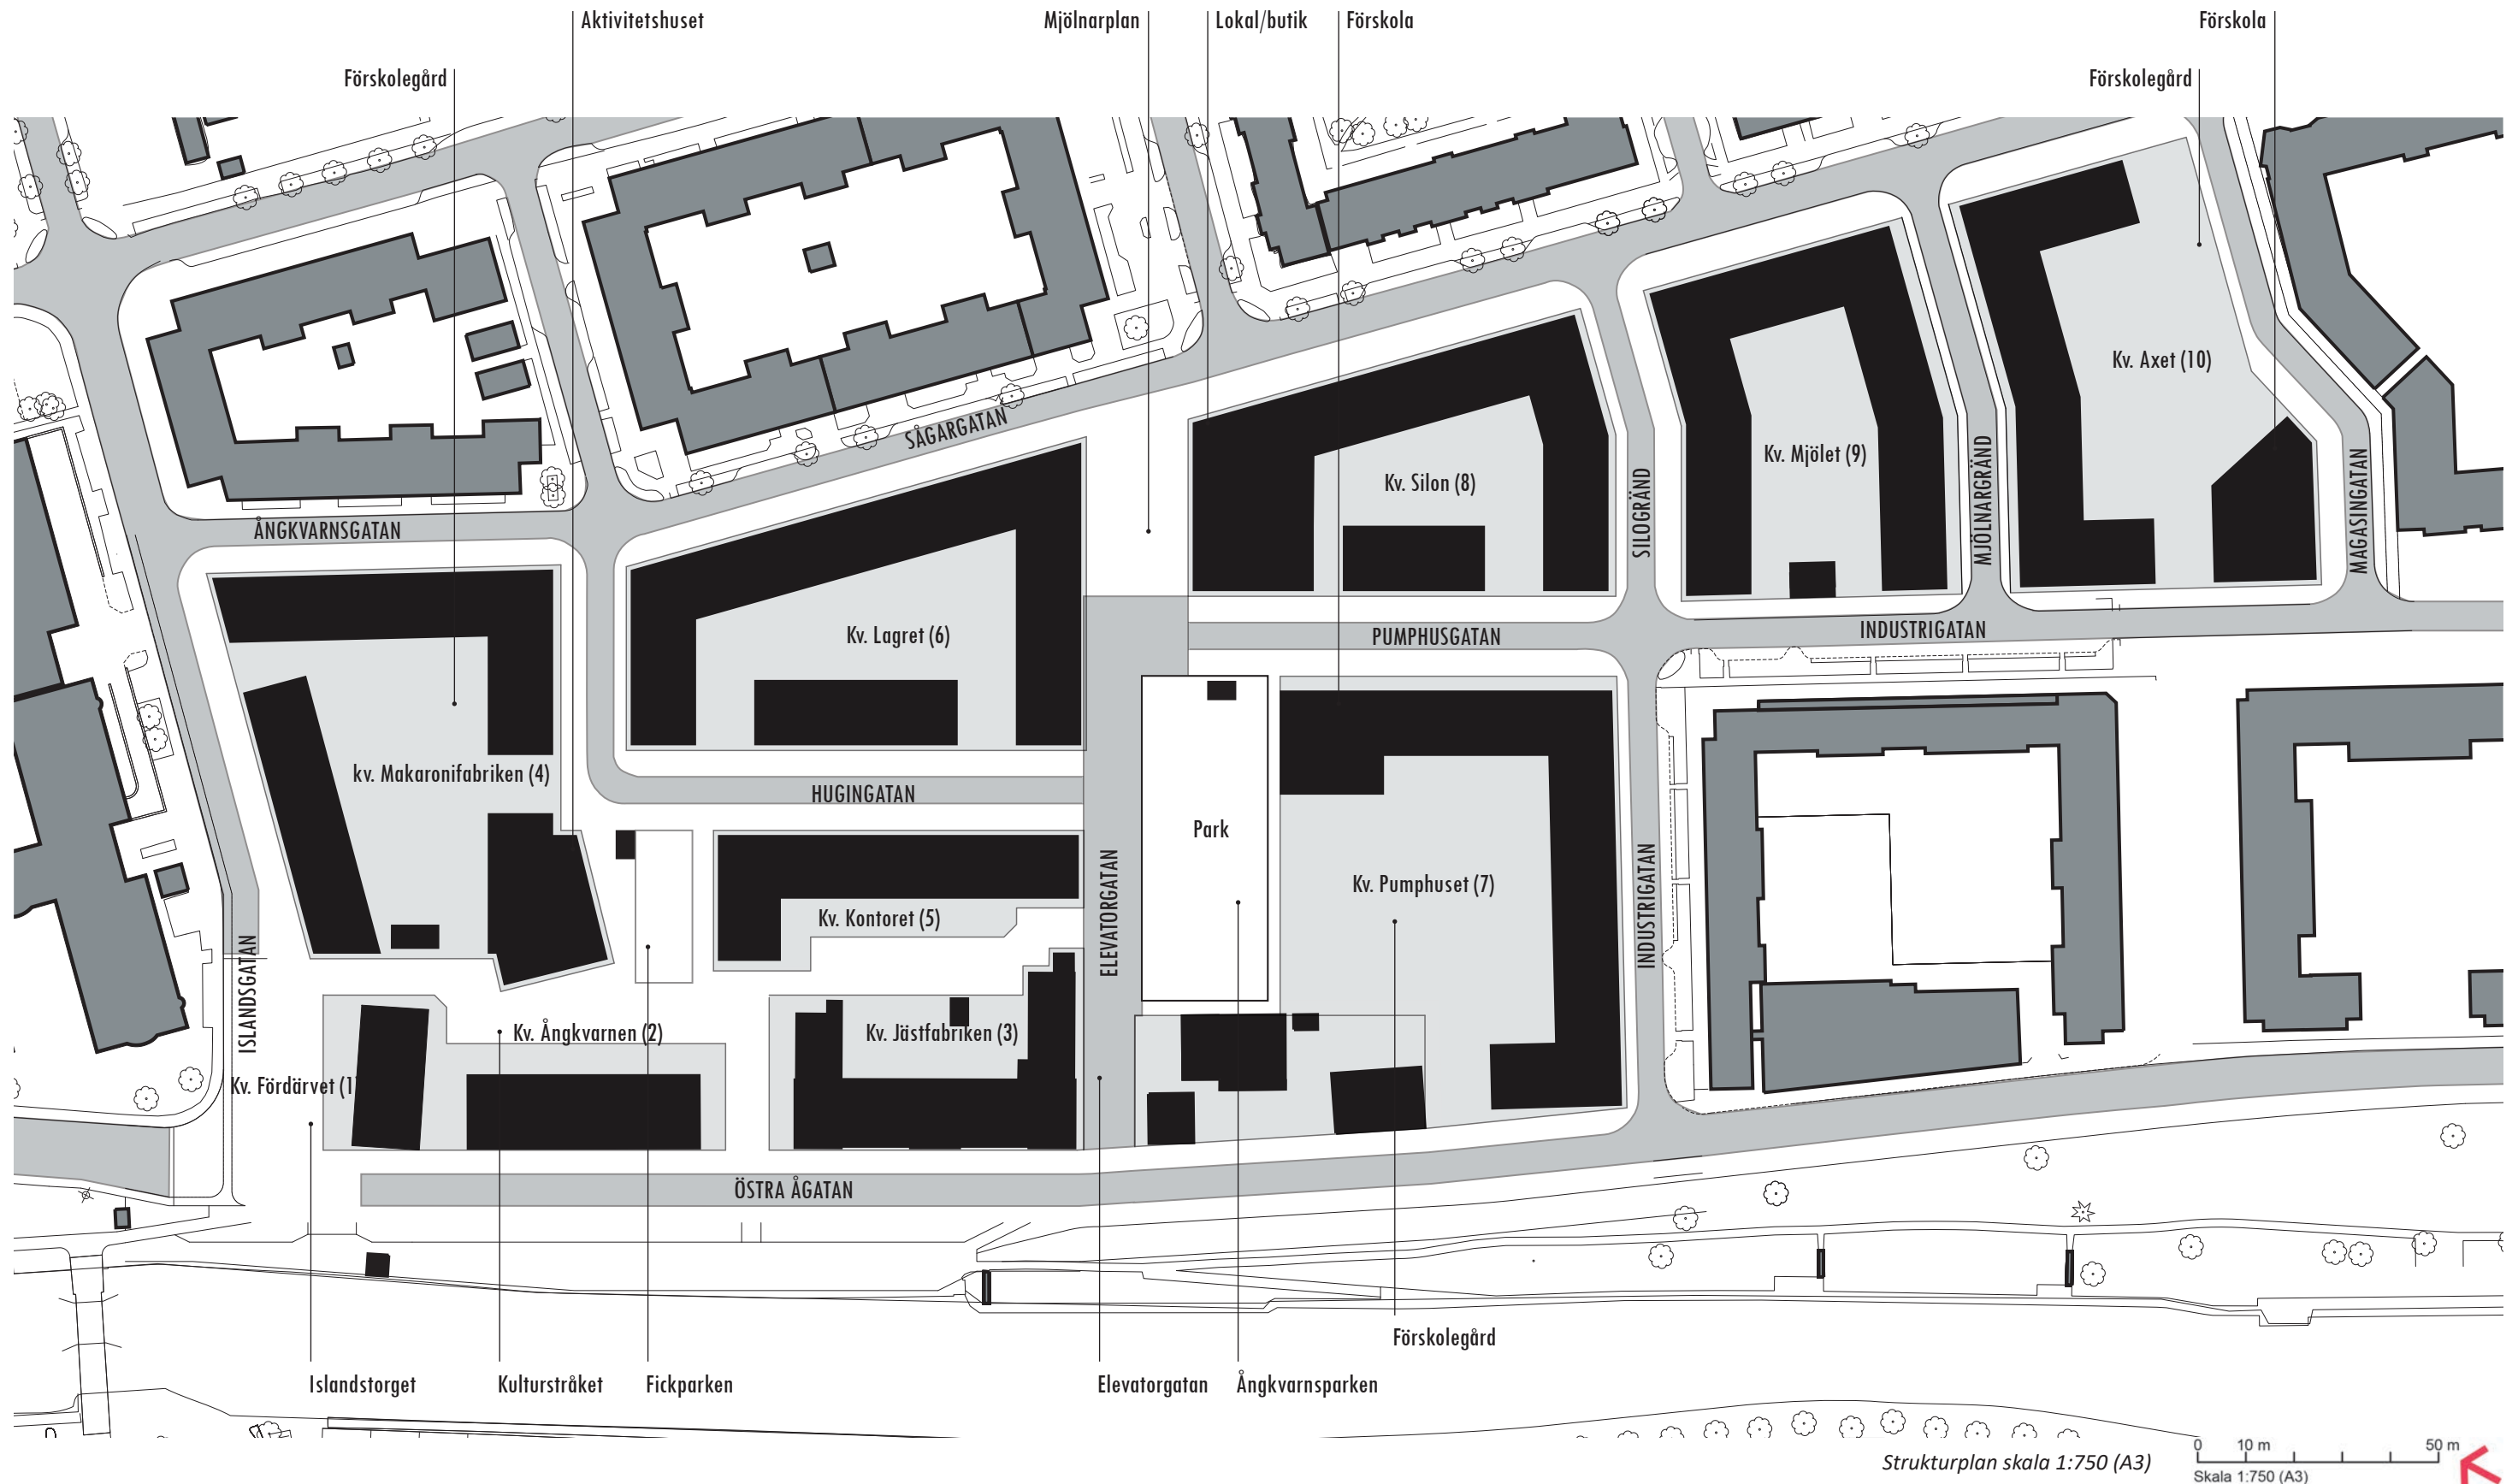 Aktivitetshuset
Mjölnarplan
Lokal/butik
Förskola
Förskola
Förskolegård
Förskolegård
Kv. Axet (10)
SÅGARGATAN
Kv. Mjölet (9)
Kv. Silon (8)
ÅNGKVARNSGATAN
SILOGRÄND
MJÖLNARGRÄND
MAGASINGATAN
Kv. Lagret (6)
PUMPHUSGATAN
INDUSTRIGATAN
kv. Makaronifabriken (4)
HUGINGATAN
Park
Kv. Pumphuset (7)
Kv. Kontoret (5)
ELEVATORGATAN
INDUSTRIGATAN
ISLANDSGATAN
Kv. Ångkvarnen (2)
Kv. Jästfabriken (3)
Kv. Fördärvet (1)
ÖSTRA ÅGATAN
Förskolegård
Islandstorget
Kulturstråket
Fickparken
Elevatorgatan
Ångkvarnsparken
Strukturplan skala 1:750 (A3)
0 10 m 50 m
Skala 1:750 (A3)